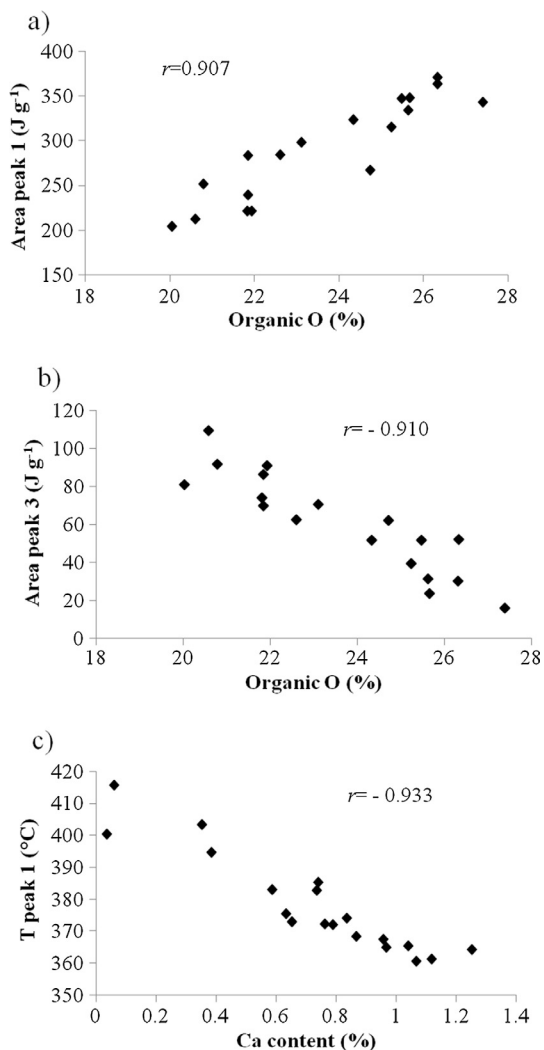 a)
400
350
300
250
200
150
Area peak 1 (J g⁻¹)
r=0.907
18 20 22 24 26 28
Organic O (%)
b)
120
100
80
60
40
20
0
Area peak 3 (J g⁻¹)
r= - 0.910
18 20 22 24 26 28
Organic O (%)
c)
420
410
400
390
380
370
360
350
T peak 1 (°C)
r= - 0.933
0 0.2 0.4 0.6 0.8 1 1.2 1.4
Ca content (%)